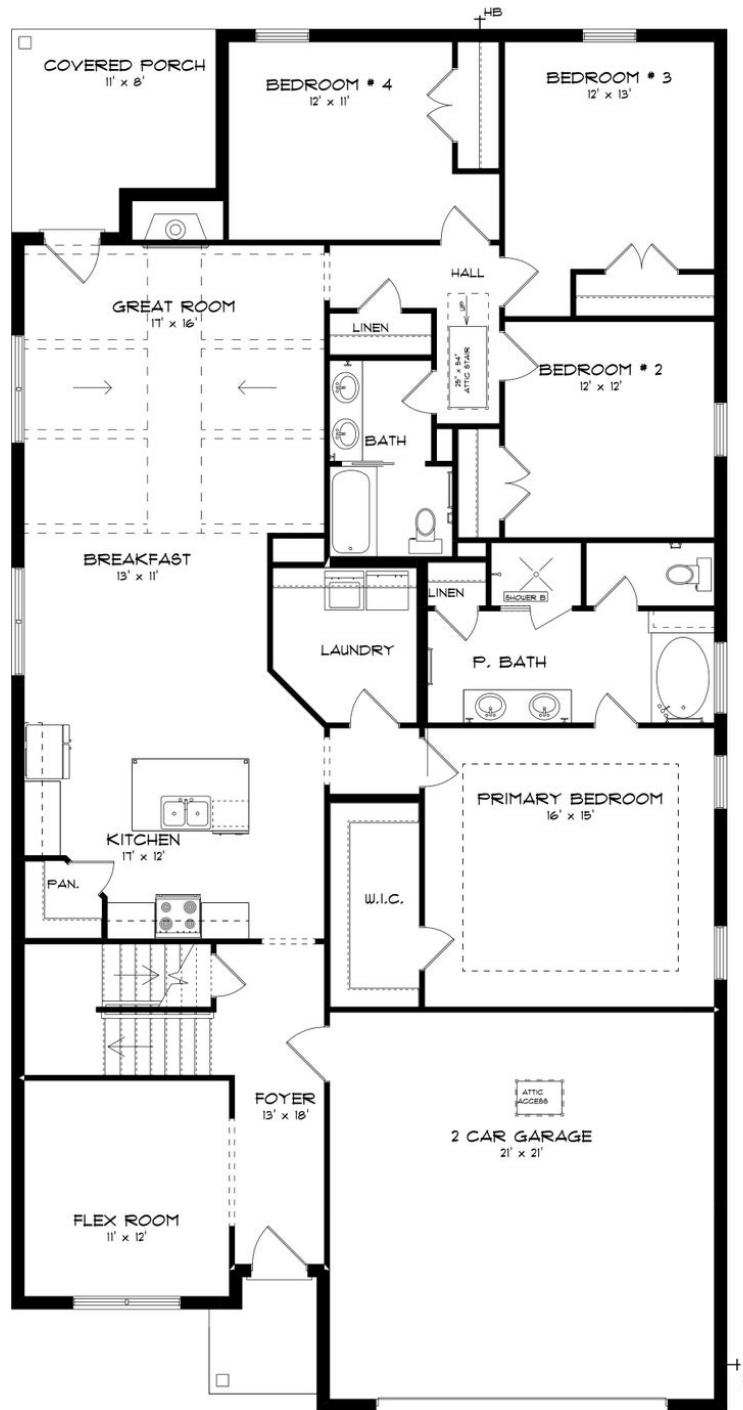 HB
COVERED PORCH
11' x 8'
BEDROOM # 4
12' x 11'
BEDROOM # 3
12' x 13'
HALL
GREAT ROOM
17' x 16'
LINEN
UP
25" x 54"
ATTIC STAIR
BEDROOM # 2
12' x 12'
BATH
BREAKFAST
13' x 11'
LINEN
SHOWER B
LAUNDRY
P. BATH
PRIMARY BEDROOM
16' x 15'
KITCHEN
17' x 12'
PAN.
W.I.C.
FOYER
13' x 18'
ATTIC
ACCESS
2 CAR GARAGE
21' x 21'
FLEX ROOM
11' x 12'